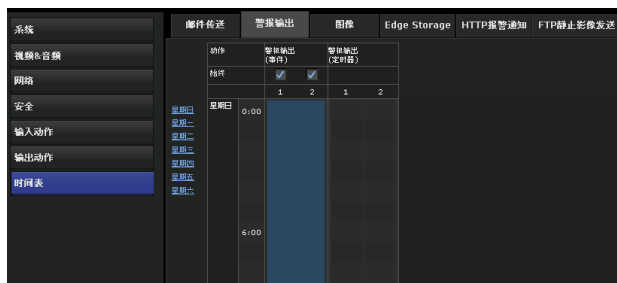 邮件传送 警报输出 图像 Edge Storage HTTP报警通知 FTP静止影像发送
系统
视频&音频
网络
安全
输入动作
输出动作
时间表
动作 警报输出 (事件) 警报输出 (定时器)
始终
1 2 1 2
星期日
星期一
星期二
星期三
星期四
星期五
星期六
星期日 0:00
6:00